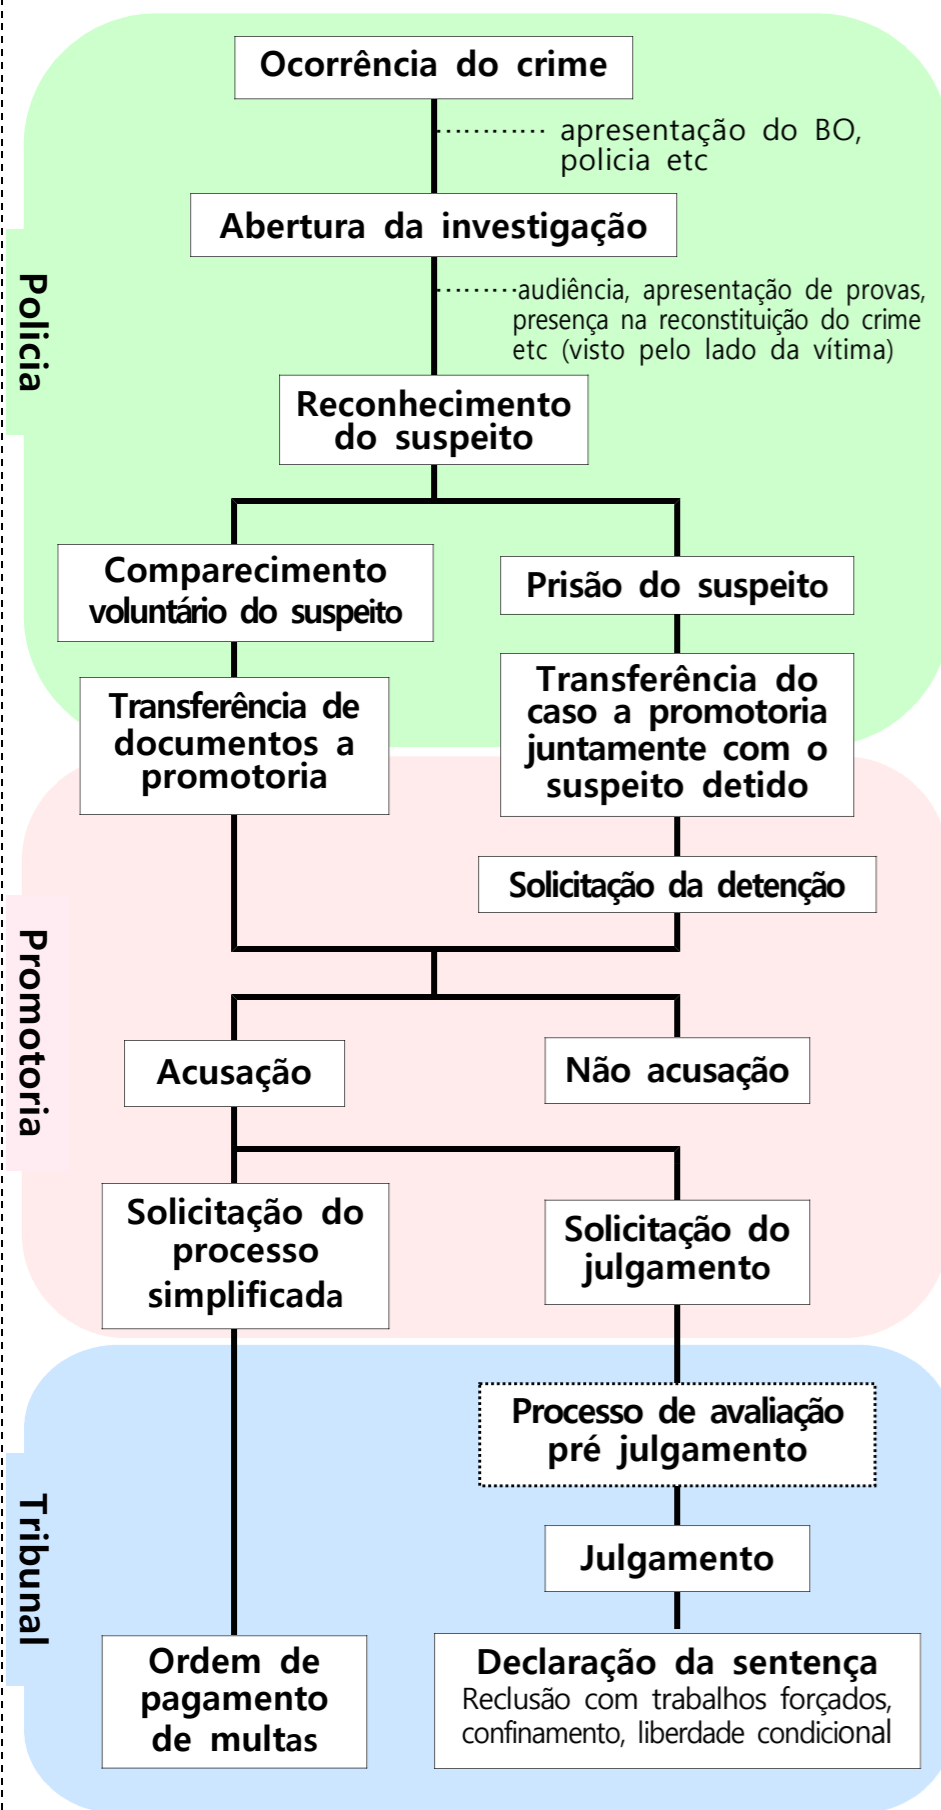 Ocorrência do crime
apresentação do BO,
policia etc
Abertura da investigação
Policia
audiência, apresentação de provas,
presença na reconstituição do crime
etc (visto pelo lado da vítima)
Reconhecimento
do suspeito
Comparecimento
voluntário do suspeito
Prisão do suspeito
Transferência de
documentos a
promotoria
Transferência do
caso a promotoria
juntamente com o
suspeito detido
Solicitação da detenção
Promotoria
Acusação
Não acusação
Solicitação do
processo
simplificada
Solicitação do
julgamento
Processo de avaliação
pré julgamento
Tribunal
Julgamento
Ordem de
pagamento
de multas
Declaração da sentença
Reclusão com trabalhos forçados,
confinamento, liberdade condicional